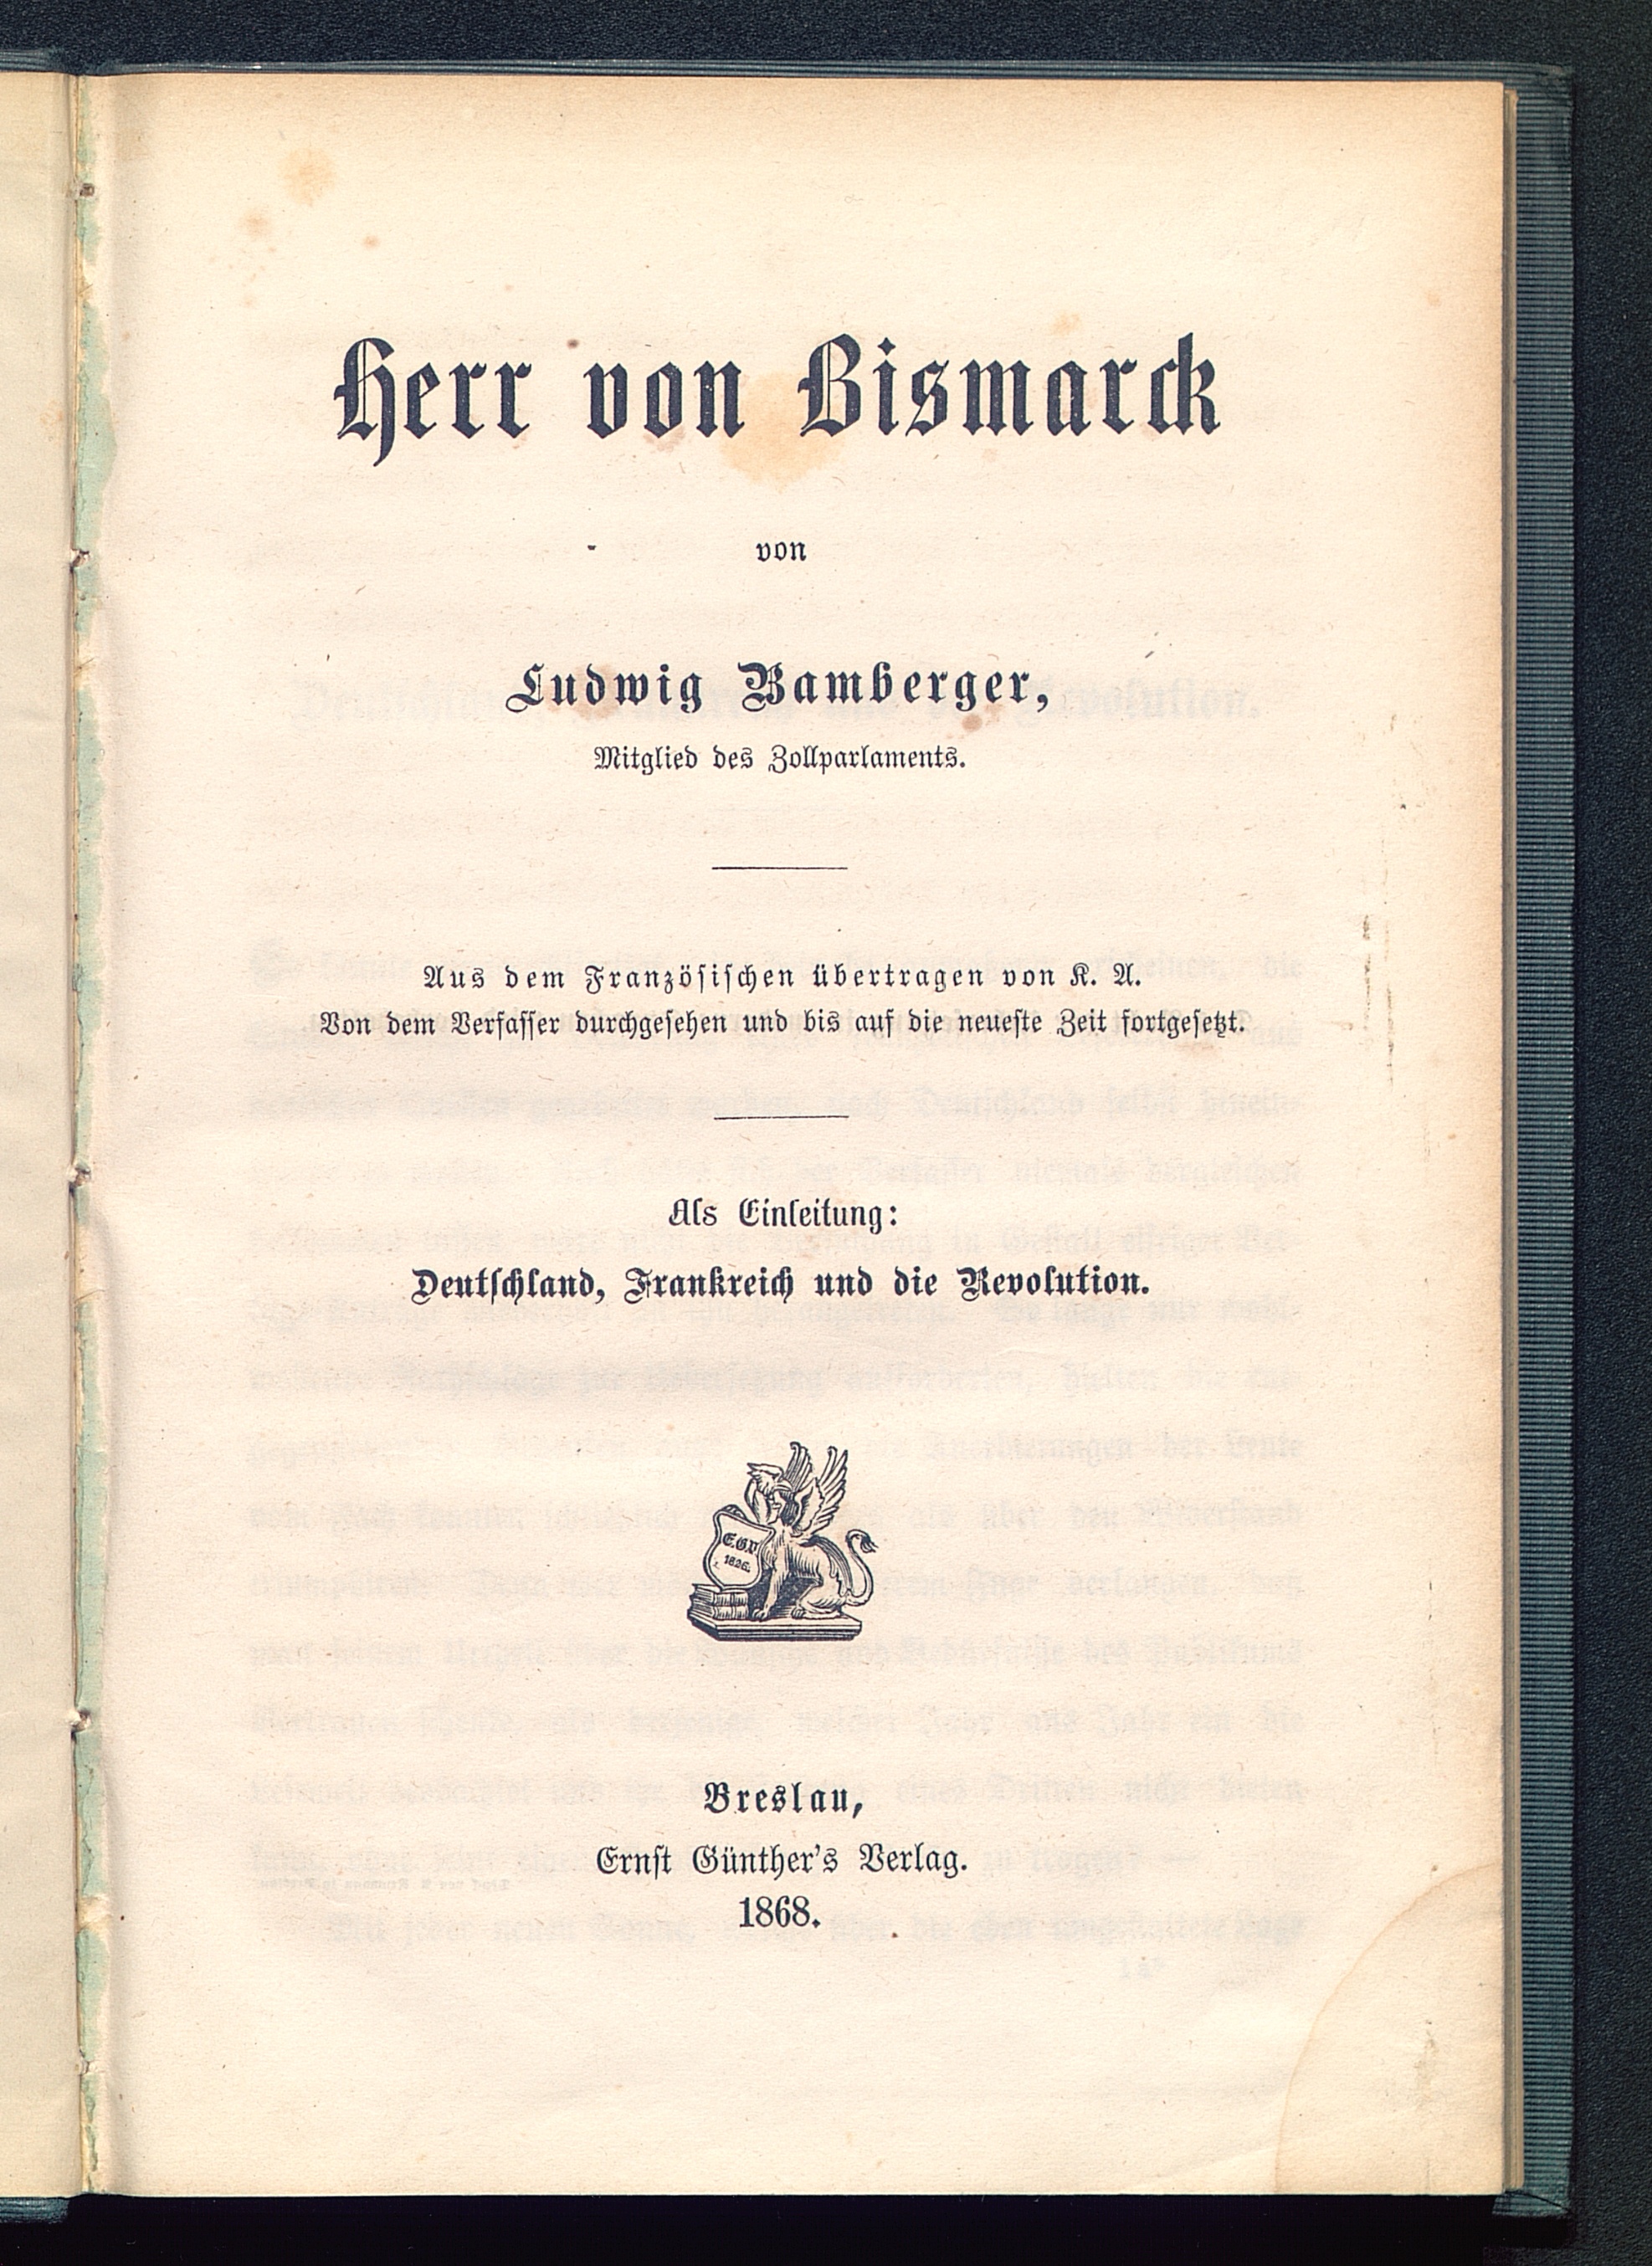 Herr von Bismarck
von
Ludwig Bamberger,
Mitglied des Zollparlaments.
Aus dem Französischen übertragen von K. A.
Von dem Verfasser durchgesehen und bis auf die neueste Zeit fortgesetzt.
Als Einleitung:
Deutschland, Frankreich und die Revolution.
E.G.V
1826.
Breslau,
Ernst Günther's Verlag.
1868.